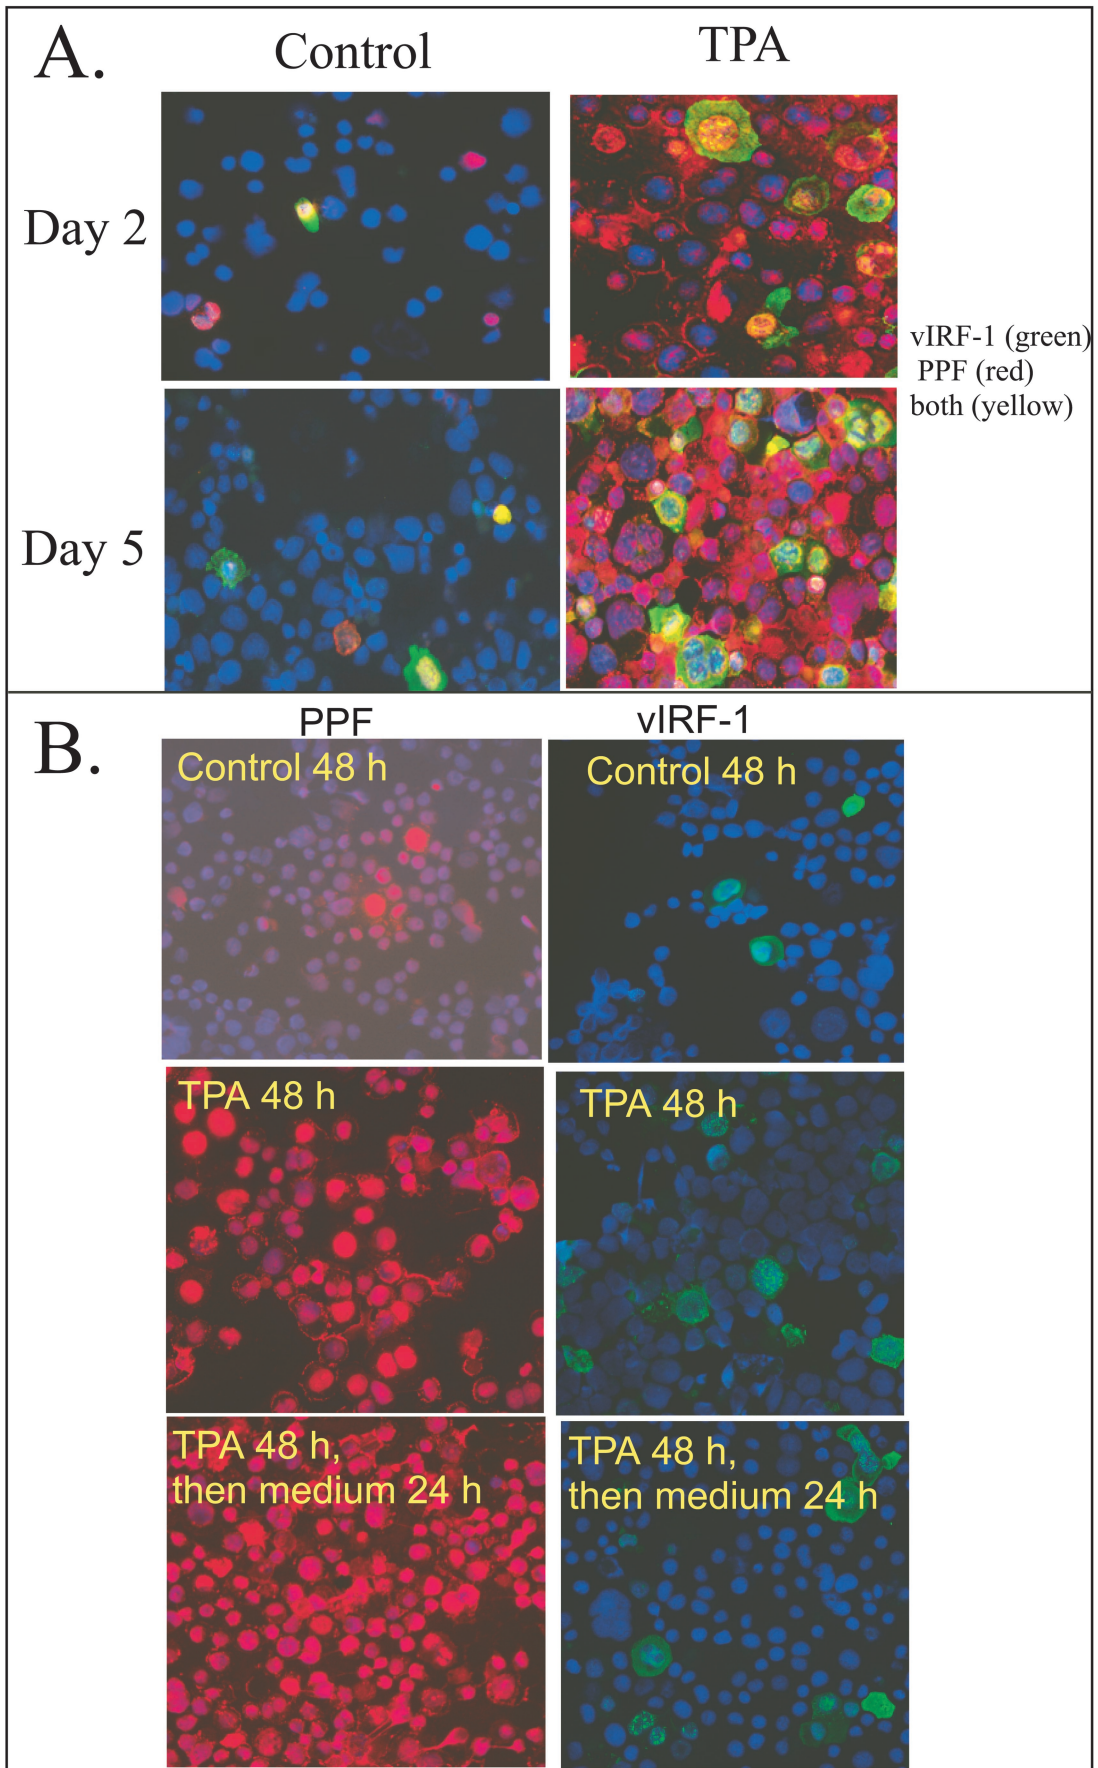 A.
Control
TPA
Day 2
vIRF-1 (green)
PPF (red)
both (yellow)
Day 5
B.
PPF
vIRF-1
Control 48 h
Control 48 h
TPA 48 h
TPA 48 h
TPA 48 h,
then medium 24 h
TPA 48 h,
then medium 24 h